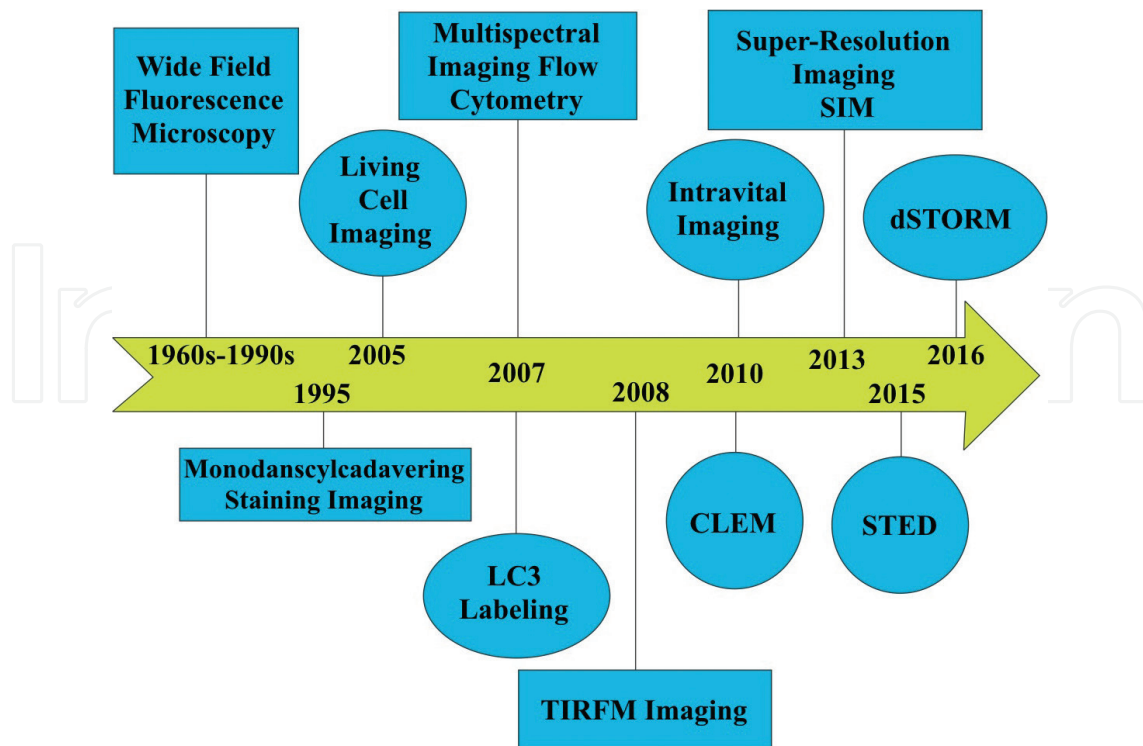 Wide Field
Fluorescence
Microscopy
Multispectral
Imaging Flow
Cytometry
Super-Resolution
Imaging
SIM
Living
Cell
Imaging
Intravital
Imaging
dSTORM
1960s-1990s
1995
2005
2007
2008
2010
2013
2015
2016
Monodanscylcadavering
Staining Imaging
LC3
Labeling
TIRFM Imaging
CLEM
STED